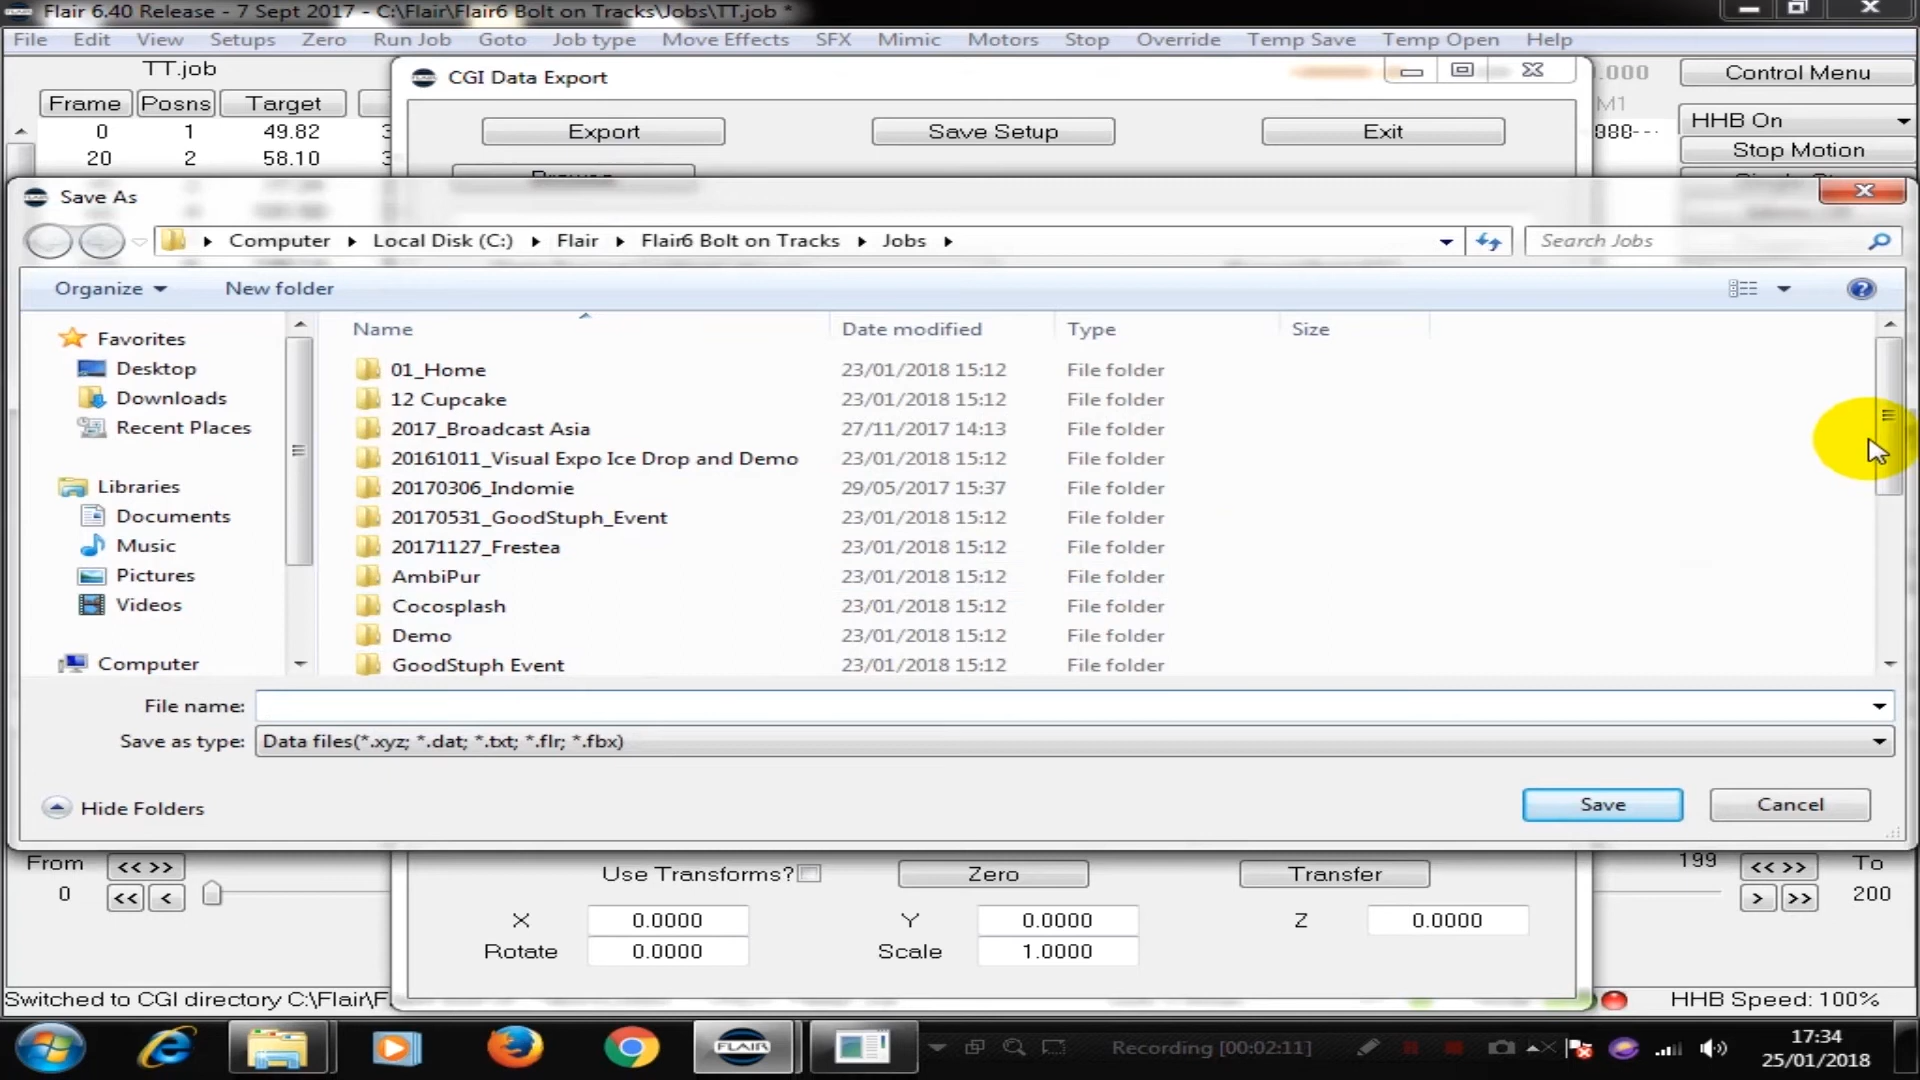 Flair 6.40 Release - 7 Sept 2017 - C:\Flair\Flair6 Bolt on Tracks\Jobs\TT.job *
File Edit View Setups Zero Run Job Goto Job type Move Effects SFX Mimic Motors Stop Override Temp Save Temp Open Help
TT.job
CGI Data Export
.000
Control Menu
Frame Posns Target
M1
0 1 49.82
Export Save Setup Exit
HHB On
20 2 58.10
Stop Motion
Save As
Computer Local Disk (C:) Flair Flair6 Bolt on Tracks Jobs
Search Jobs
Organize New folder
Name Date modified Type Size
Favorites
Desktop
Downloads
Recent Places
Libraries
Documents
Music
Pictures
Videos
Computer
01_Home 23/01/2018 15:12 File folder
12 Cupcake 23/01/2018 15:12 File folder
2017_Broadcast Asia 27/11/2017 14:13 File folder
20161011_Visual Expo Ice Drop and Demo 23/01/2018 15:12 File folder
20170306_Indomie 29/05/2017 15:37 File folder
20170531_GoodStuph_Event 23/01/2018 15:12 File folder
20171127_Frestea 23/01/2018 15:12 File folder
AmbiPur 23/01/2018 15:12 File folder
Cocosplash 23/01/2018 15:12 File folder
Demo 23/01/2018 15:12 File folder
GoodStuph Event 23/01/2018 15:12 File folder
File name:
Save as type: Data files(*.xyz; *.dat; *.txt; *.flr; *.fbx)
Hide Folders
Save Cancel
From << >>
0 << <
Use Transforms? Zero Transfer
199 << >> To
> >> 200
X 0.0000 Y 0.0000 Z 0.0000
Rotate 0.0000 Scale 1.0000
Switched to CGI directory C:\Flair\F
HHB Speed: 100%
FLAIR
Recording [00:02:11]
17:34
25/01/2018